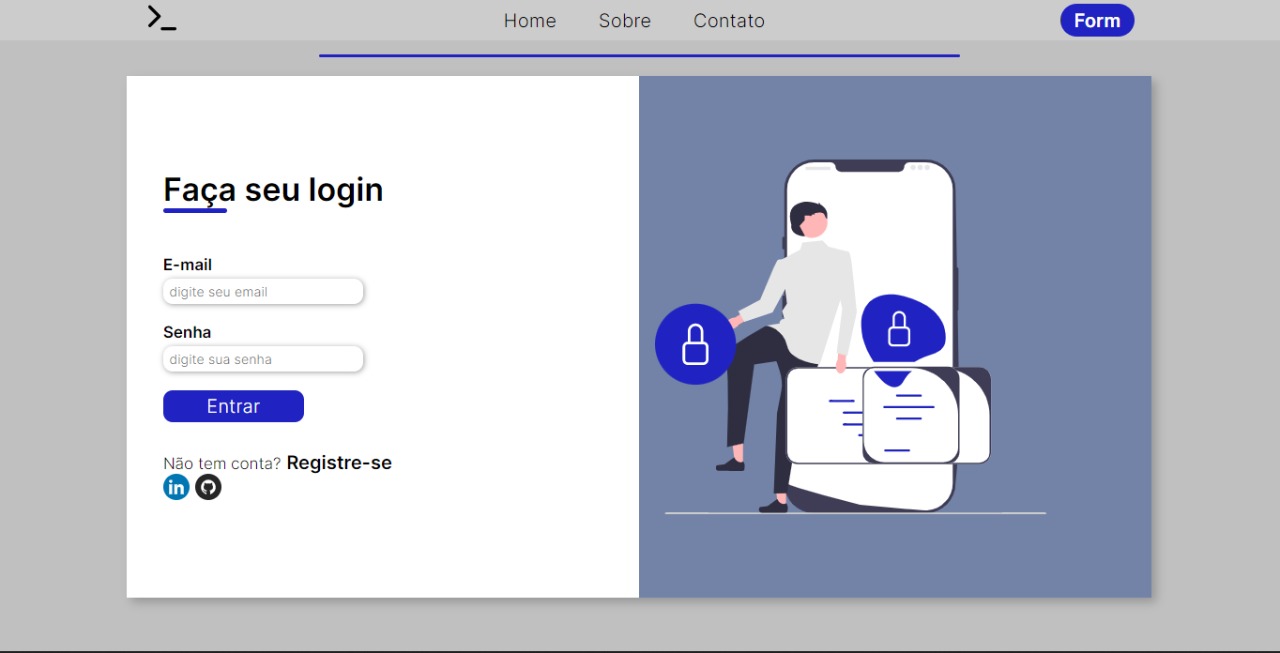 Home Sobre Contato Form
Faça seu login
E-mail
digite seu email
Senha
digite sua senha
Entrar
Não tem conta? Registre-se
in